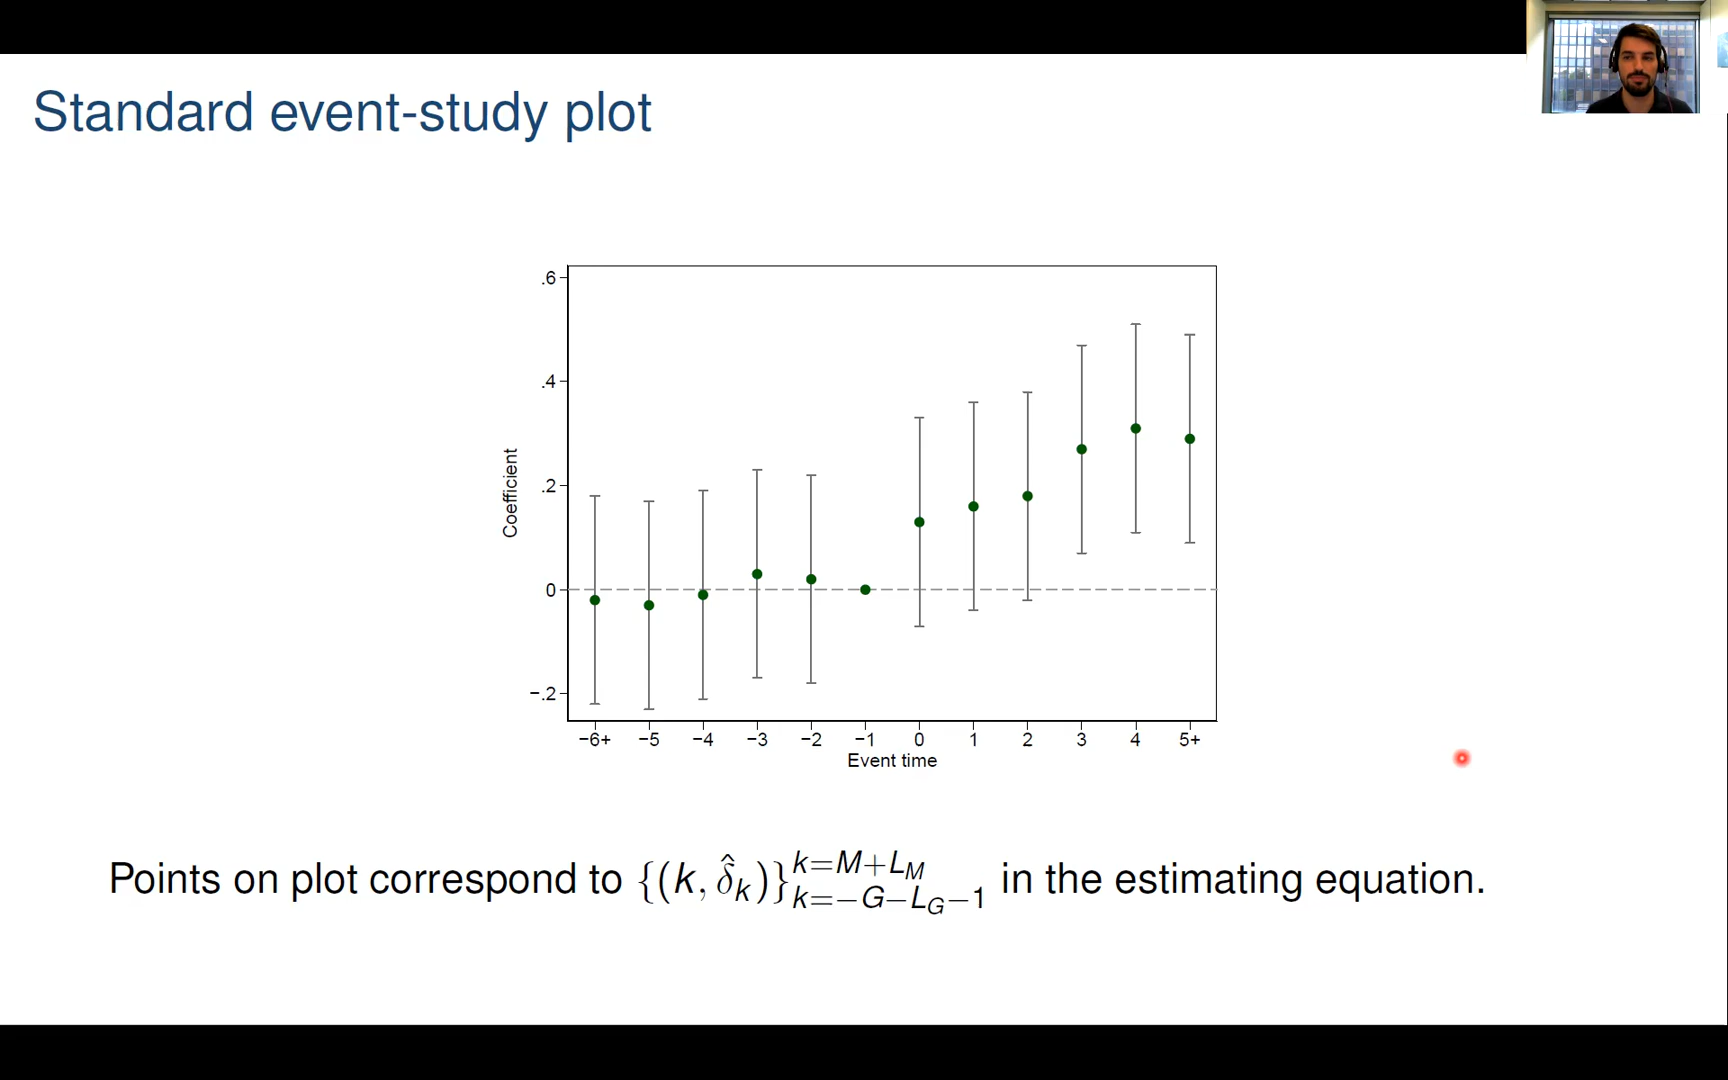 Standard event-study plot
.6
.4
.2
0
−.2
Coefficient
−6+ −5 −4 −3 −2 −1 0 1 2 3 4 5+
Event time
Points on plot correspond to {(k, δ̂ₖ)}_{k=−G−L_G−1}^{k=M+L_M} in the estimating equation.